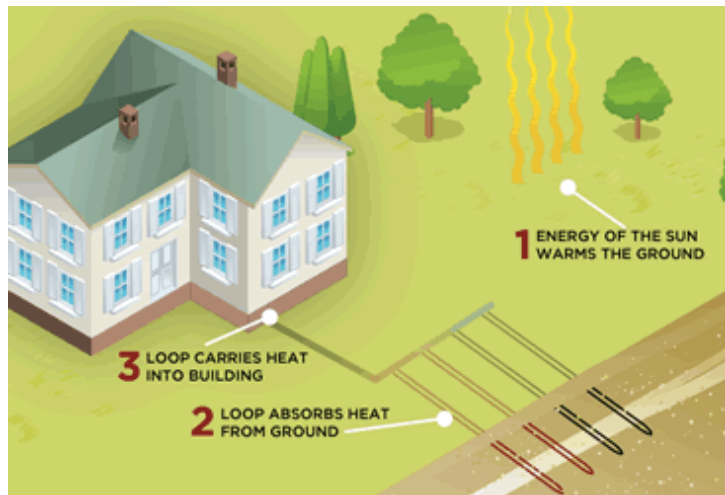 1 ENERGY OF THE SUN
WARMS THE GROUND
3 LOOP CARRIES HEAT
INTO BUILDING
2 LOOP ABSORBS HEAT
FROM GROUND